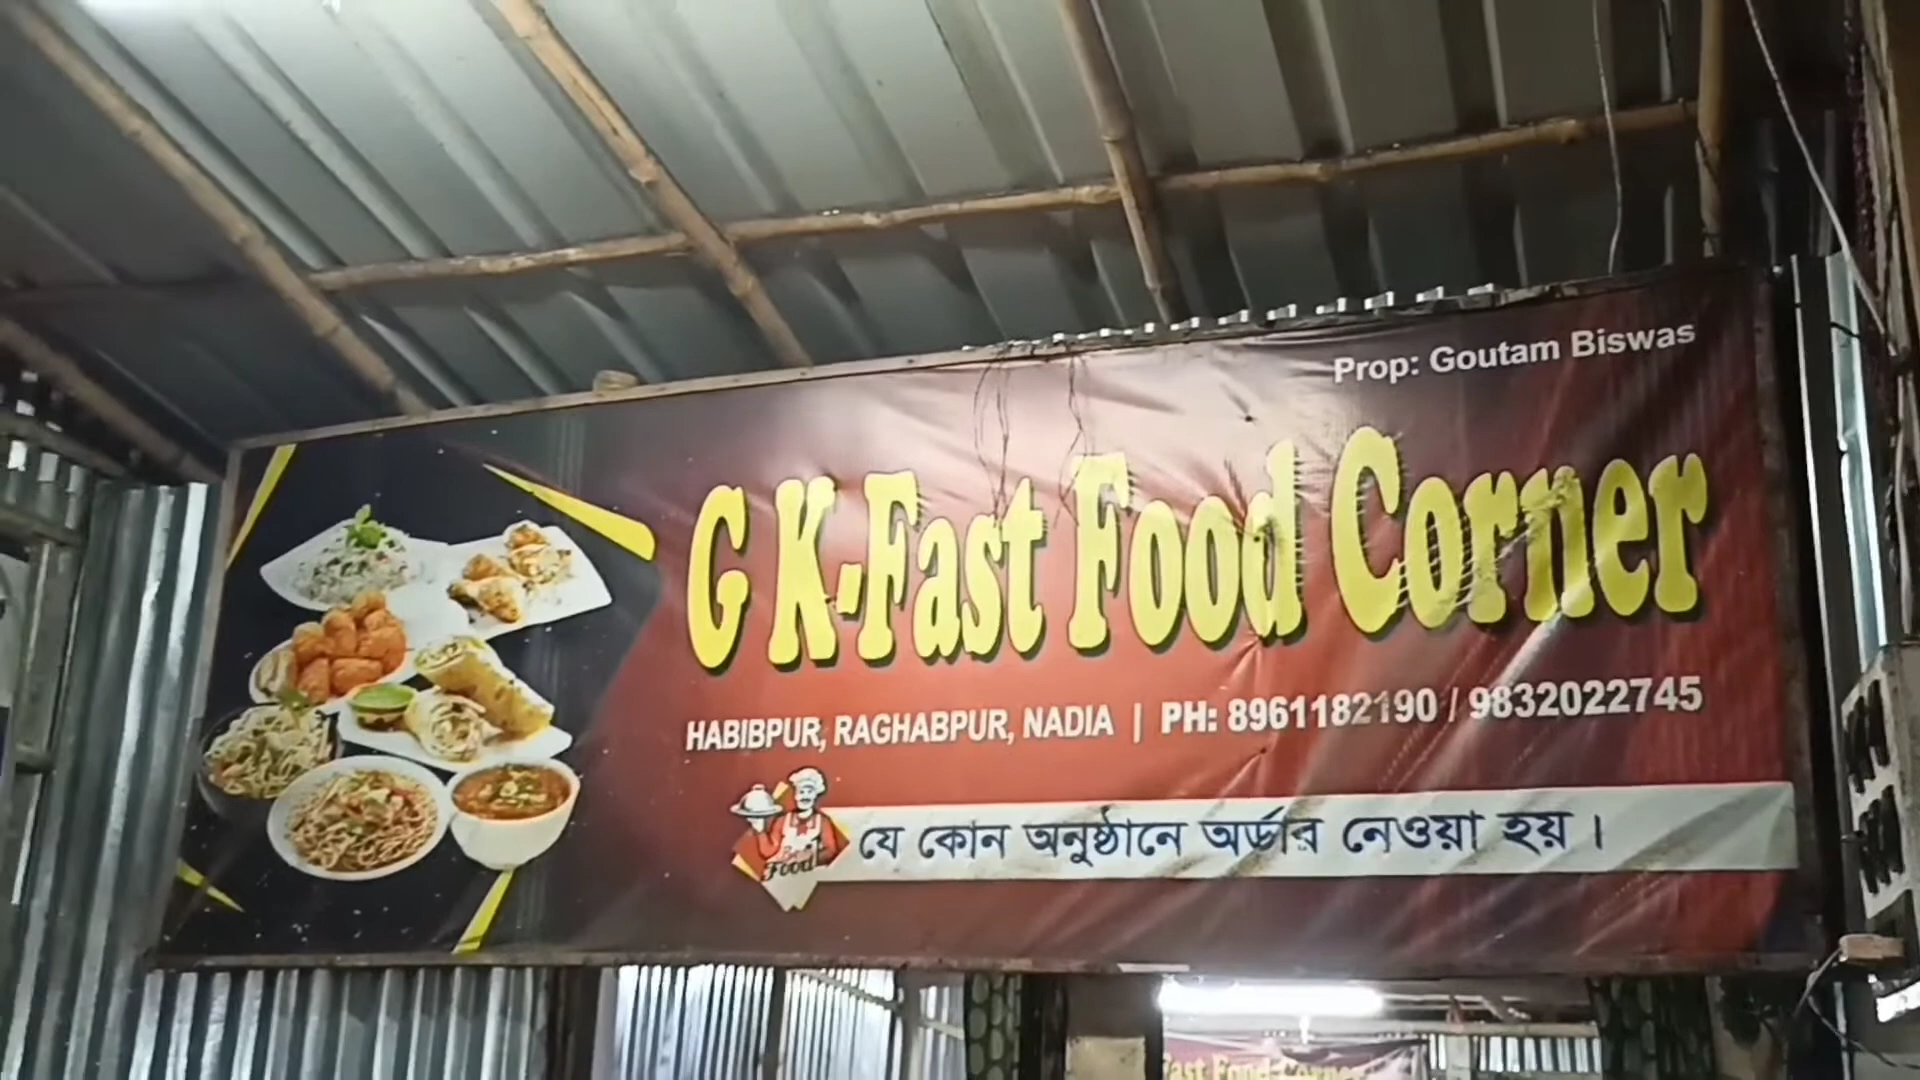 Prop: Goutam Biswas
G K-Fast Food Corner
HABIBPUR, RAGHABPUR, NADIA | PH: 8961182190 / 9832022745
Food
যে কোন অনুষ্ঠানে অর্ডার নেওয়া হয়।
Fast Food Corner